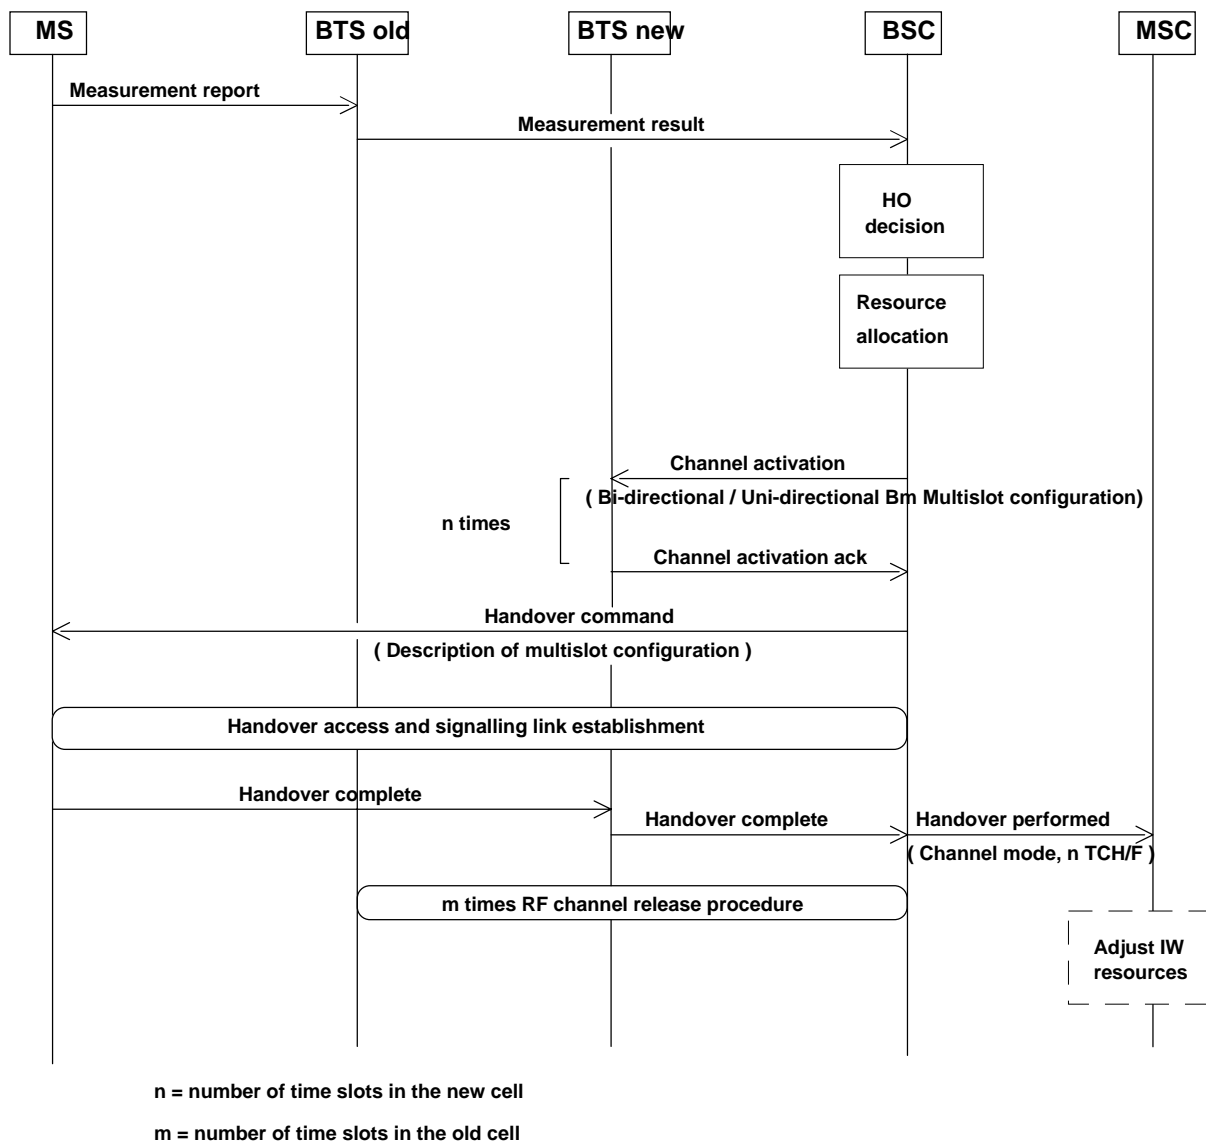 MS
BTS old
BTS new
BSC
MSC
Measurement report
Measurement result
HO
decision
Resource
allocation
Channel activation
( Bi-directional / Uni-directional Bm Multislot configuration)
n times
Channel activation ack
Handover command
( Description of multislot configuration )
Handover access and signalling link establishment
Handover complete
Handover complete
Handover performed
( Channel mode, n TCH/F )
m times RF channel release procedure
Adjust IW
resources
n = number of time slots in the new cell
m = number of time slots in the old cell